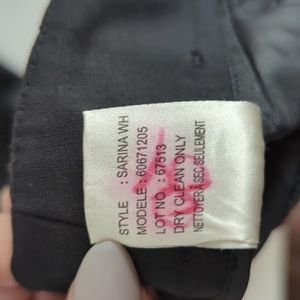 STYLE : SARINA WH
MODELE : 60671205
LOT NO. : 67513
DRY CLEAN ONLY
NETTOYER À SEC SEULEMENT